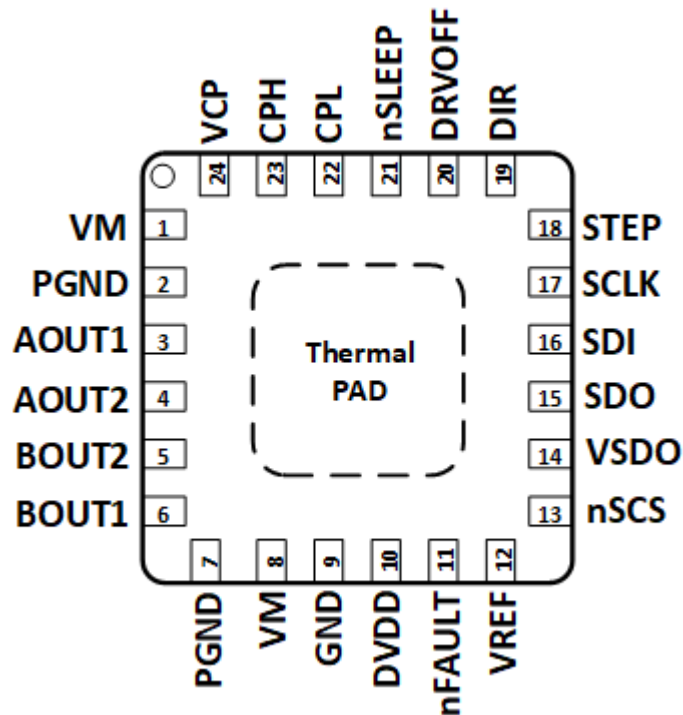 VCP CPH CPL nSLEEP DRVOFF DIR
24 23 22 21 20 19
VM 1 18 STEP
PGND 2 17 SCLK
AOUT1 3 16 SDI
Thermal
PAD
AOUT2 4 15 SDO
BOUT2 5 14 VSDO
BOUT1 6 13 nSCS
7 8 9 10 11 12
PGND VM GND DVDD nFAULT VREF